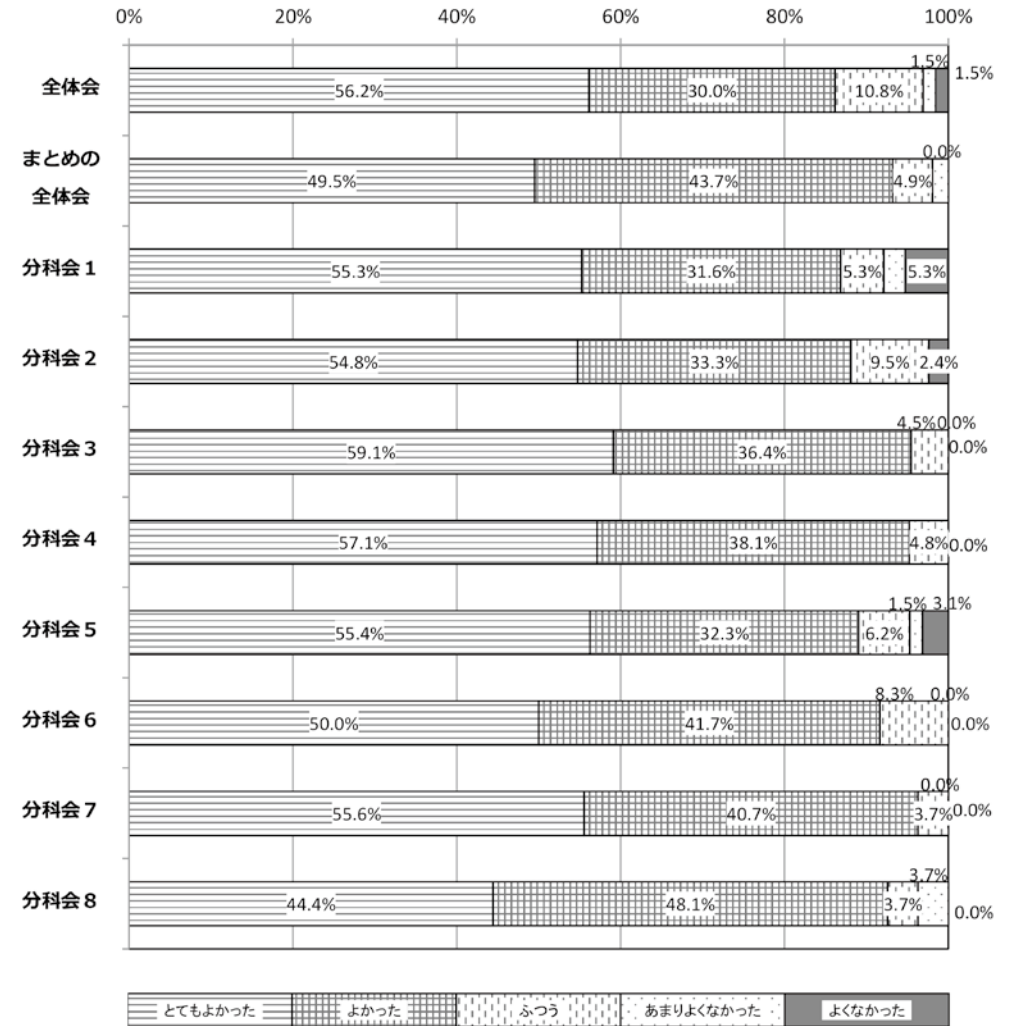 0% 20% 40% 60% 80% 100%
全体会 56.2% 30.0% 10.8% 1.5% 1.5%
まとめの
全体会 49.5% 43.7% 4.9% 0.0%
分科会1 55.3% 31.6% 5.3% 5.3%
分科会2 54.8% 33.3% 9.5% 2.4%
分科会3 59.1% 36.4% 4.5% 0.0% 0.0%
分科会4 57.1% 38.1% 4.8% 0.0%
分科会5 55.4% 32.3% 6.2% 1.5% 3.1%
分科会6 50.0% 41.7% 8.3% 0.0% 0.0%
分科会7 55.6% 40.7% 3.7% 0.0% 0.0%
分科会8 44.4% 48.1% 3.7% 3.7% 0.0%
とてもよかった よかった ふつう あまりよくなかった よくなかった